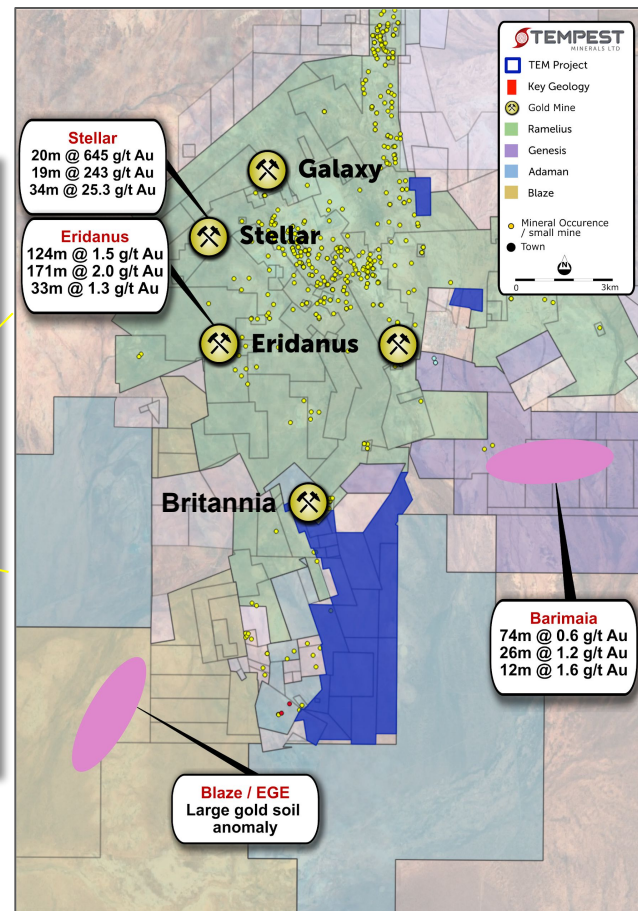 TEMPEST
MINERALS LTD
TEM Project
Key Geology
Gold Mine
Ramelius
Genesis
Adaman
Blaze
Mineral Occurence
/ small mine
Town
N
0 3km
Stellar
20m @ 645 g/t Au
19m @ 243 g/t Au
34m @ 25.3 g/t Au
Eridanus
124m @ 1.5 g/t Au
171m @ 2.0 g/t Au
33m @ 1.3 g/t Au
Galaxy
Stellar
Eridanus
Britannia
Barimaia
74m @ 0.6 g/t Au
26m @ 1.2 g/t Au
12m @ 1.6 g/t Au
Blaze / EGE
Large gold soil
anomaly